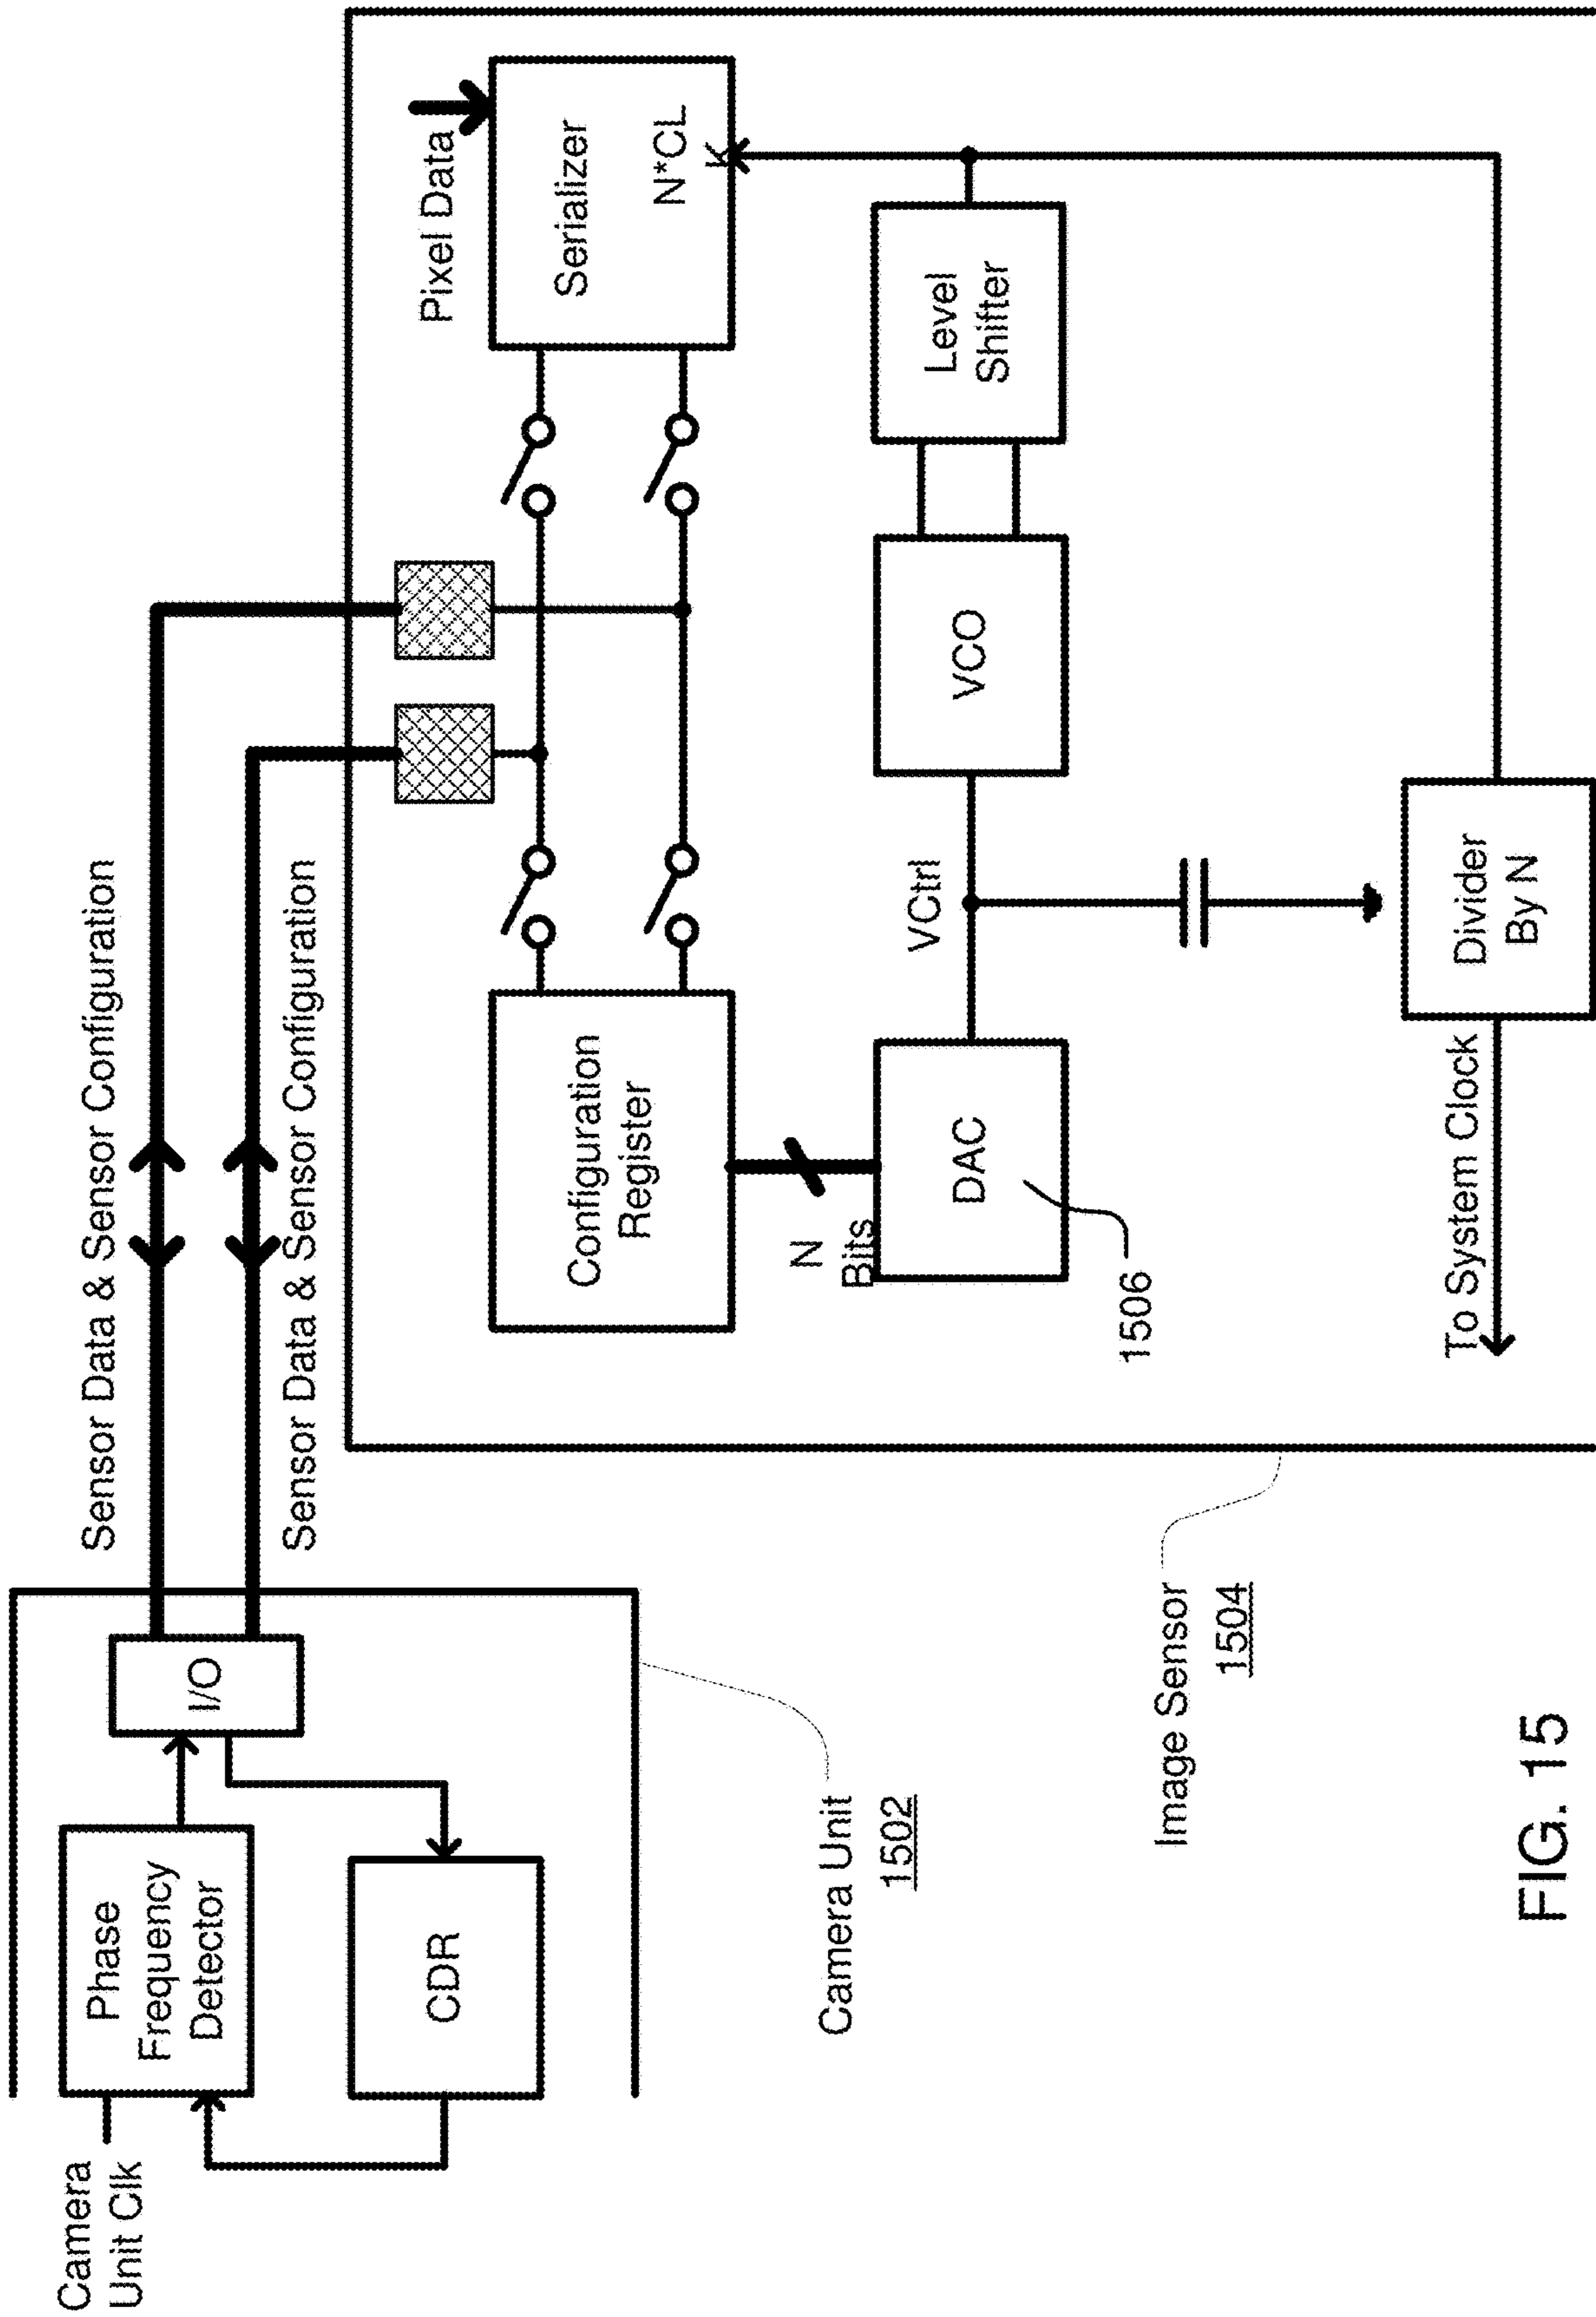 Camera
Unit Clk
Phase
Frequency
Detector
CDR
I/O
Camera Unit
1502
Sensor Data & Sensor Configuration
Sensor Data & Sensor Configuration
Pixel Data
Serializer
N*CL
K
Configuration
Register
N
Bits
DAC
1506
VCtrl
VCO
Level
Shifter
Divider
By N
To System Clock
Image Sensor
1504
FIG. 15